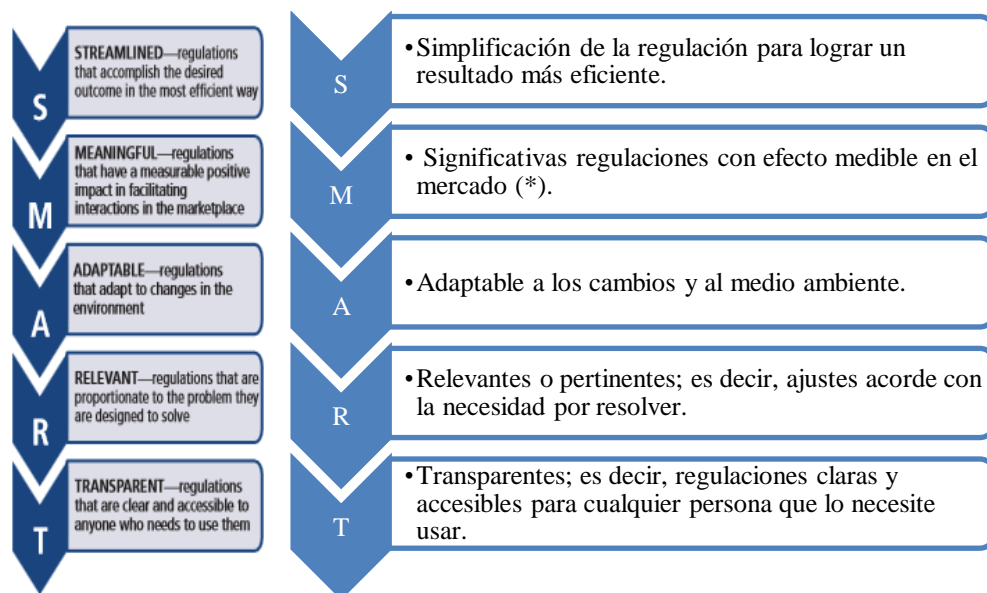 S
STREAMLINED—regulations
that accomplish the desired
outcome in the most efficient way
M
MEANINGFUL—regulations
that have a measurable positive
impact in facilitating
interactions in the marketplace
A
ADAPTABLE—regulations
that adapt to changes in the
environment
R
RELEVANT—regulations that are
proportionate to the problem they
are designed to solve
T
TRANSPARENT—regulations
that are clear and accessible to
anyone who needs to use them
S
•Simplificación de la regulación para lograr un
resultado más eficiente.
M
• Significativas regulaciones con efecto medible en el
mercado (*).
A
•Adaptable a los cambios y al medio ambiente.
R
•Relevantes o pertinentes; es decir, ajustes acorde con
la necesidad por resolver.
T
•Transparentes; es decir, regulaciones claras y
accesibles para cualquier persona que lo necesite
usar.